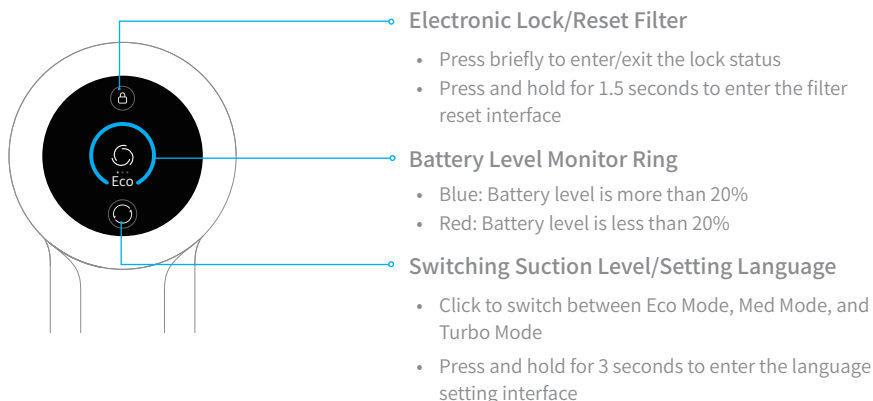 Electronic Lock/Reset Filter
• Press briefly to enter/exit the lock status
• Press and hold for 1.5 seconds to enter the filter
reset interface
Battery Level Monitor Ring
• Blue: Battery level is more than 20%
• Red: Battery level is less than 20%
Eco
Switching Suction Level/Setting Language
• Click to switch between Eco Mode, Med Mode, and
Turbo Mode
• Press and hold for 3 seconds to enter the language
setting interface